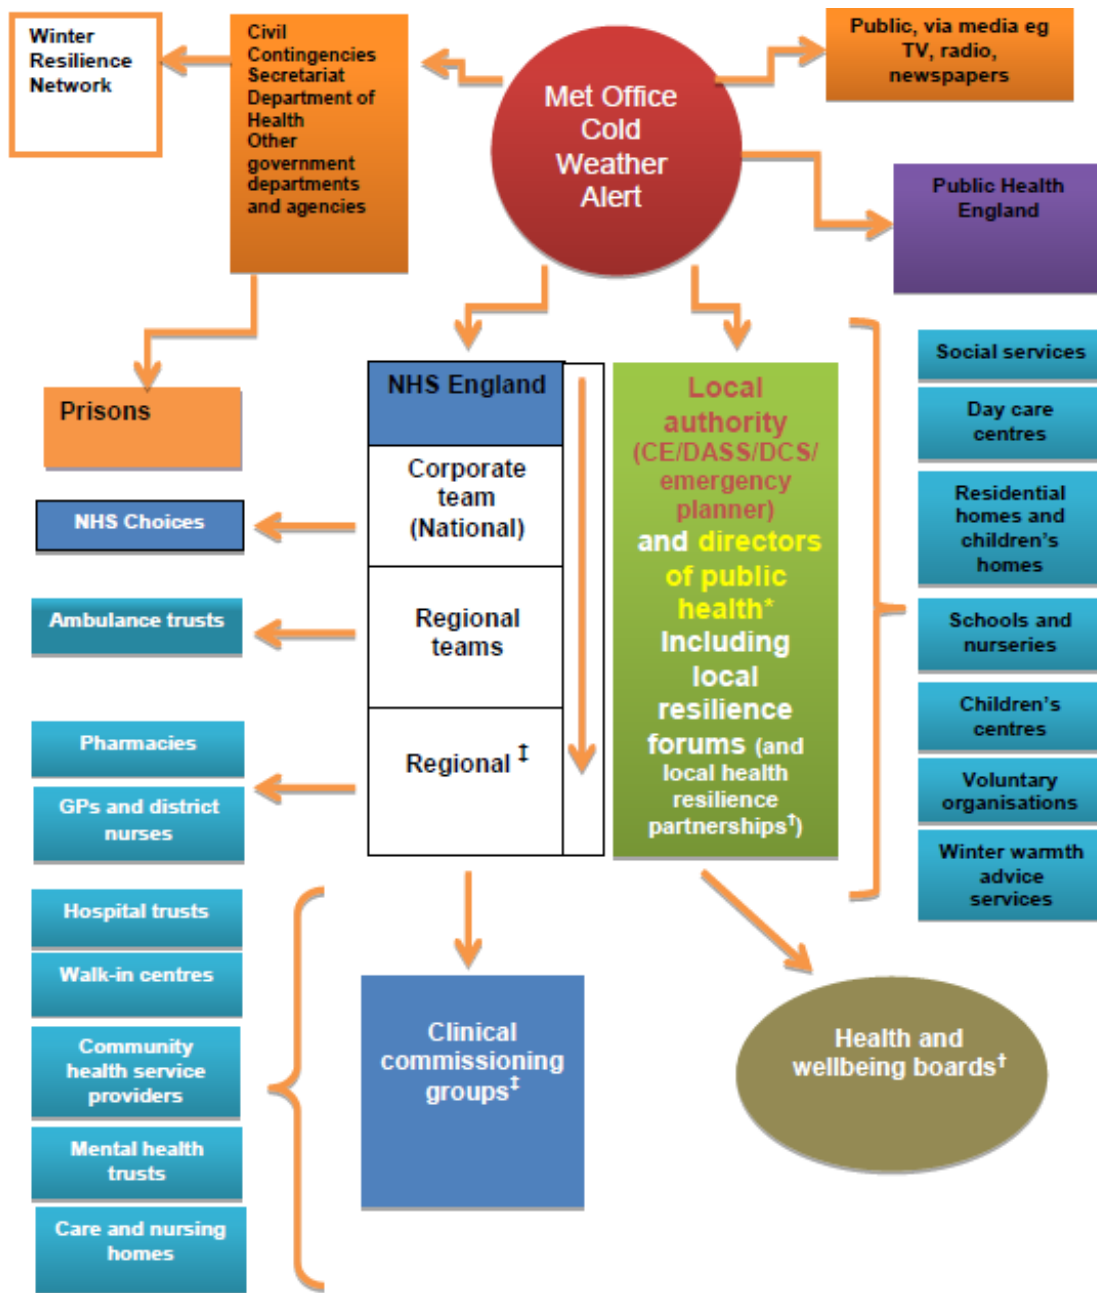 Winter
Resilience
Network
Civil
Contingencies
Secretariat
Department of
Health
Other
government
departments
and agencies
Met Office
Cold
Weather
Alert
Public, via media eg
TV, radio,
newspapers
Public Health
England
Prisons
NHS Choices
Ambulance trusts
Pharmacies
GPs and district
nurses
Hospital trusts
Walk-in centres
Community
health service
providers
Mental health
trusts
Care and nursing
homes
NHS England
Corporate
team
(National)
Regional
teams
Regional ‡
Clinical
commissioning
groups‡
Local
authority
(CE/DASS/DCS/
emergency
planner)
and directors
of public
health*
Including
local
resilience
forums (and
local health
resilience
partnerships†)
Health and
wellbeing boards†
Social services
Day care
centres
Residential
homes and
children's
homes
Schools and
nurseries
Children's
centres
Voluntary
organisations
Winter warmth
advice
services